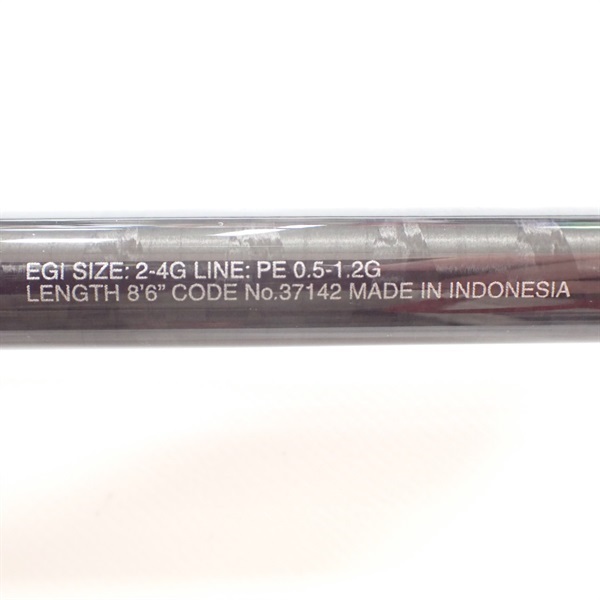 EGI SIZE: 2-4G LINE: PE 0.5-1.2G
LENGTH 8'6” CODE No.37142 MADE IN INDONESIA